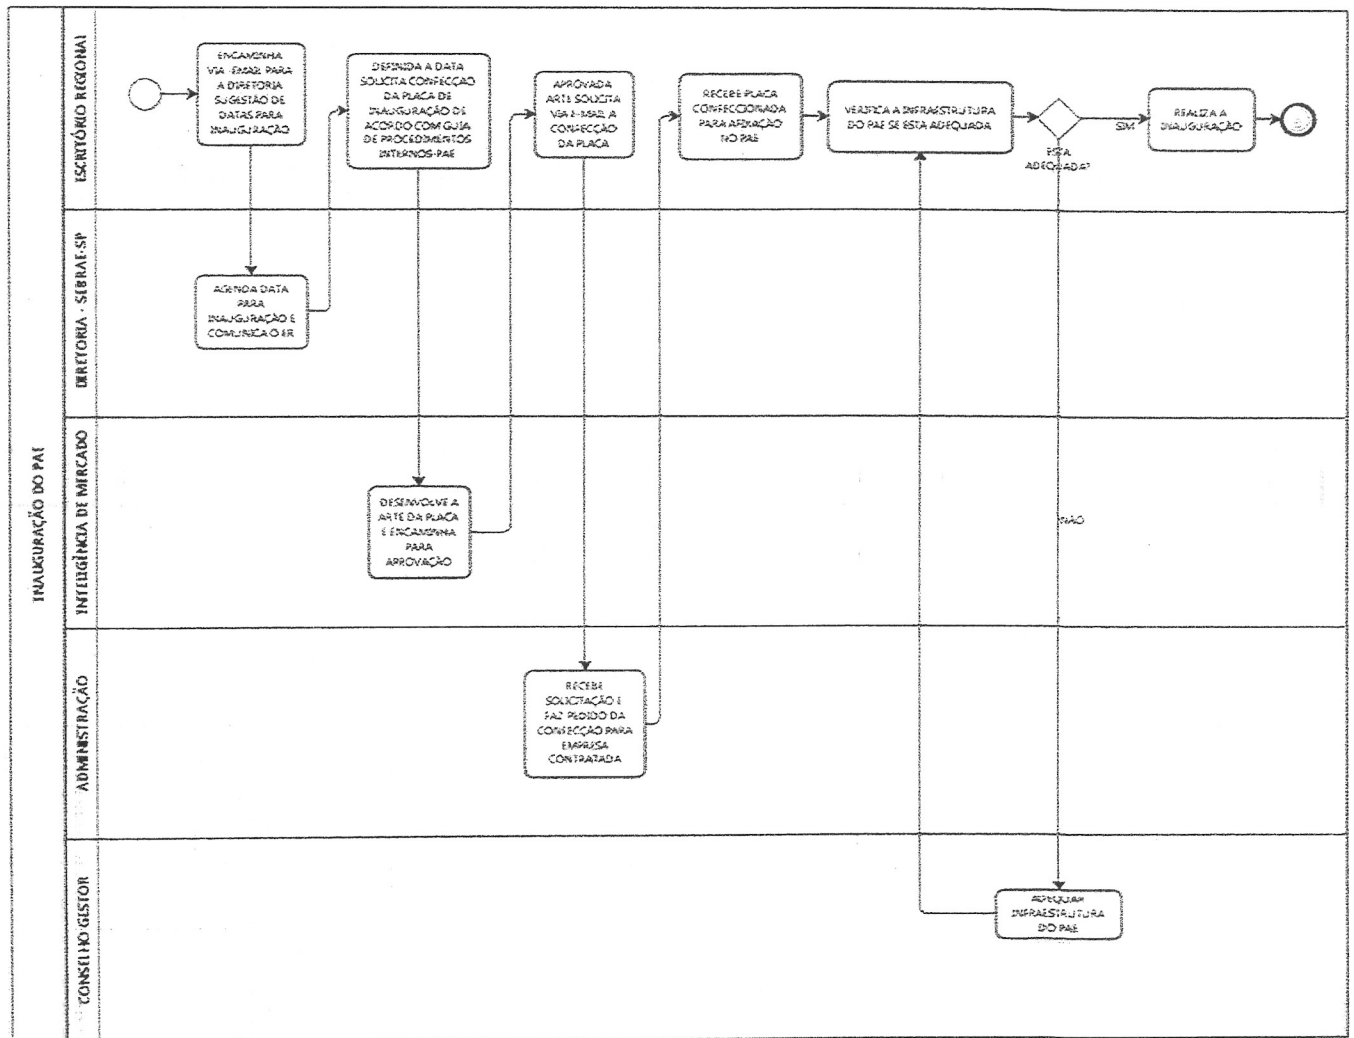 INAUGURAÇÃO DO PAE
ESCRITÓRIO REGIONAL
ENCAMINHA
VIA -EMAIL PARA
A DIRETORIA
SUGESTÃO DE
DATAS PARA
INAUGURAÇÃO
DEFINIDA A DATA
SOLICITA CONFECÇÃO
DA PLACA DE
INAUGURAÇÃO DE
ACORDO COM GUIA
DE PROCEDIMENTOS
INTERNOS-PAE
APROVADA
ARTE SOLICITA
VIA E-MAIL A
CONFECÇÃO
DA PLACA
RECEBE PLACA
CONFECCIONADA
PARA AFIXAÇÃO
NO PAE
VERIFICA A INFRAESTRUTURA
DO PAE SE ESTA ADEQUADA
ESTA
ADEQUADA?
SIM
REALIZA A
INAUGURAÇÃO
DIRETORIA - SEBRAE-SP
AGENDA DATA
PARA
INAUGURAÇÃO E
COMUNICA O ER
INTELIGÊNCIA DE MERCADO
DESENVOLVE A
ARTE DA PLACA
E ENCAMINHA
PARA
APROVAÇÃO
NÃO
ADMINISTRAÇÃO
RECEBE
SOLICITAÇÃO E
FAZ PEDIDO DA
CONFECÇÃO PARA
EMPRESA
CONTRATADA
CONSELHO GESTOR
ADEQUAR
INFRAESTRUTURA
DO PAE